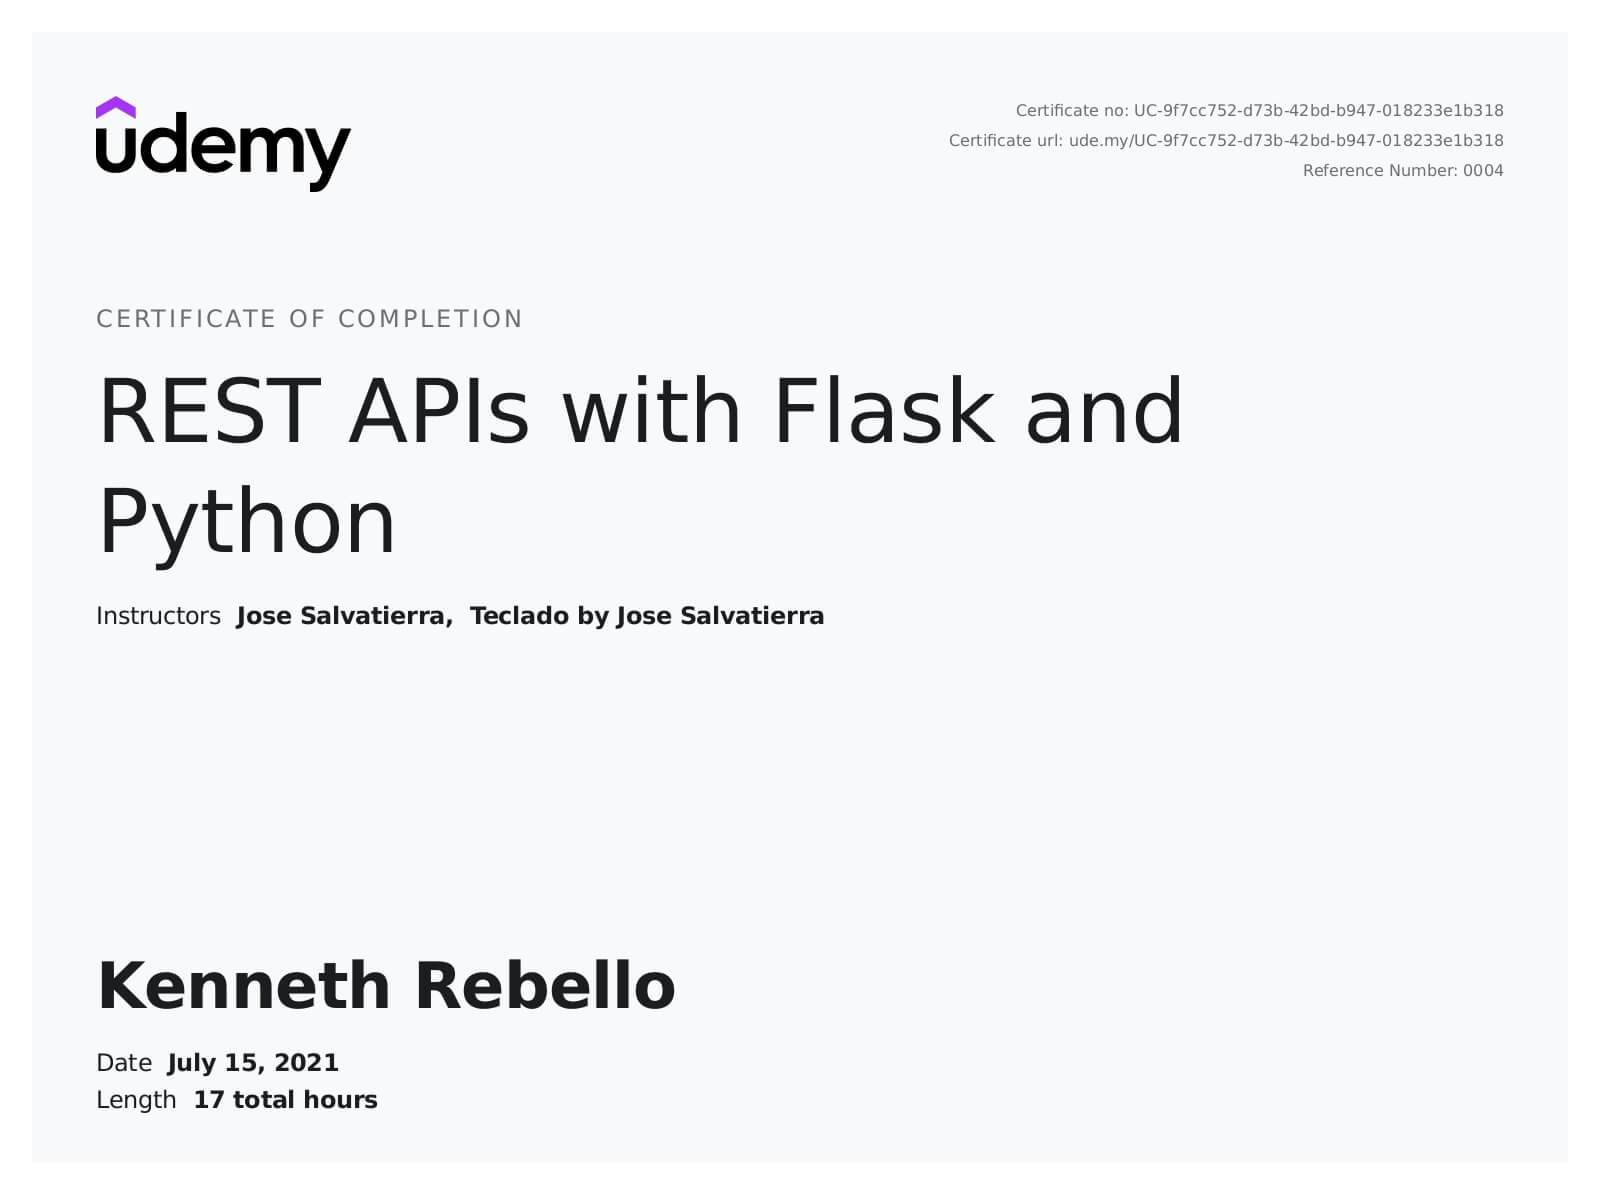 udemy
Certificate no: UC-9f7cc752-d73b-42bd-b947-018233e1b318
Certificate url: ude.my/UC-9f7cc752-d73b-42bd-b947-018233e1b318
Reference Number: 0004
CERTIFICATE OF COMPLETION
REST APIs with Flask and
Python
Instructors Jose Salvatierra, Teclado by Jose Salvatierra
Kenneth Rebello
Date July 15, 2021
Length 17 total hours